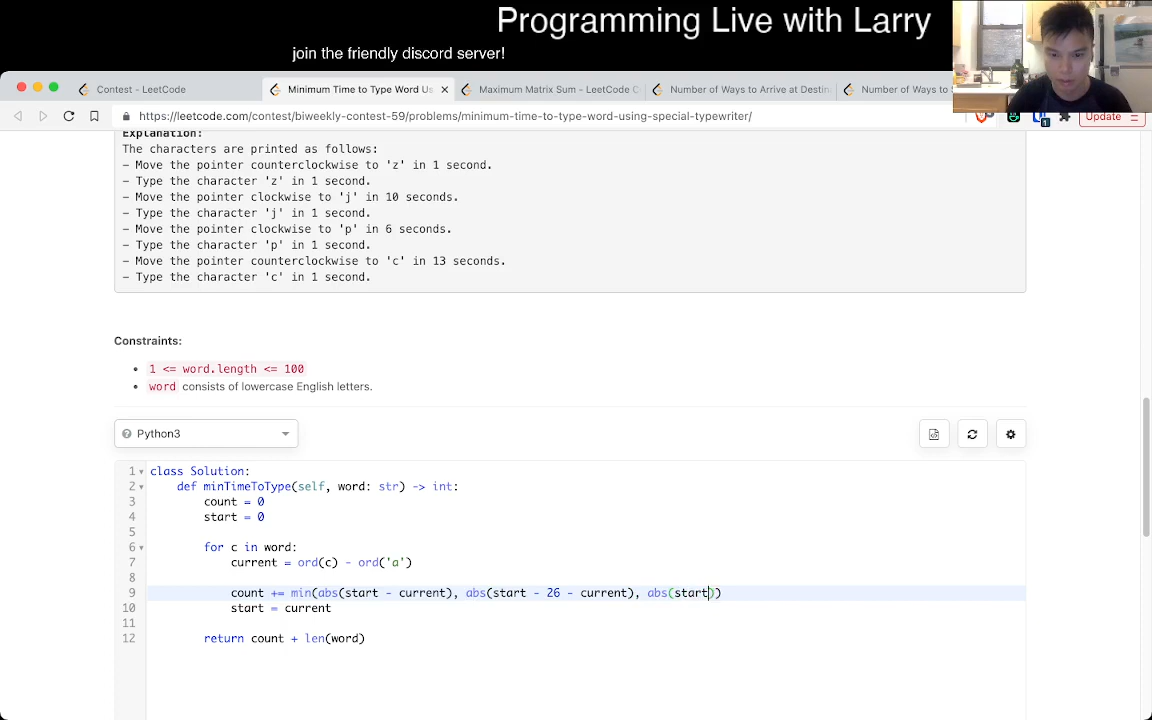 Programming Live with Larry
join the friendly discord server!
Contest - LeetCode
Minimum Time to Type Word Us
Maximum Matrix Sum - LeetCode C
Number of Ways to Arrive at Destin
Number of Ways to
https://leetcode.com/contest/biweekly-contest-59/problems/minimum-time-to-type-word-using-special-typewriter/
1
Update
Explanation:
The characters are printed as follows:
- Move the pointer counterclockwise to 'z' in 1 second.
- Type the character 'z' in 1 second.
- Move the pointer clockwise to 'j' in 10 seconds.
- Type the character 'j' in 1 second.
- Move the pointer clockwise to 'p' in 6 seconds.
- Type the character 'p' in 1 second.
- Move the pointer counterclockwise to 'c' in 13 seconds.
- Type the character 'c' in 1 second.
Constraints:
• 1 <= word.length <= 100
• word consists of lowercase English letters.
Python3
1 class Solution:
2     def minTimeToType(self, word: str) -> int:
3         count = 0
4         start = 0
5
6         for c in word:
7             current = ord(c) - ord('a')
8
9             count += min(abs(start - current), abs(start - 26 - current), abs(start))
10             start = current
11
12         return count + len(word)